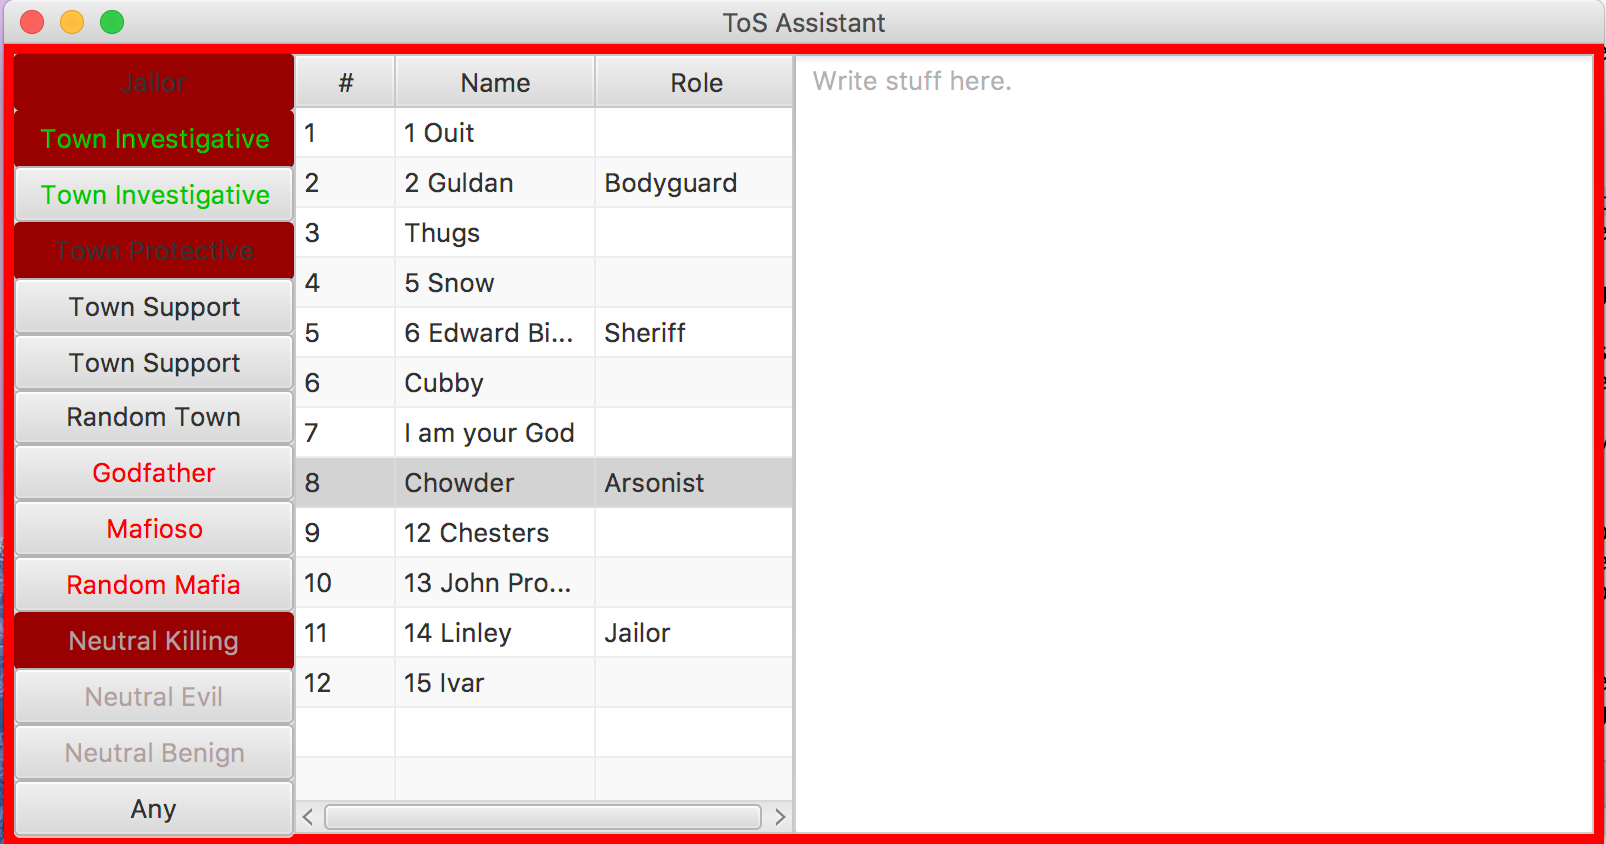 ToS Assistant
Jailor
Town Investigative
Town Investigative
Town Protective
Town Support
Town Support
Random Town
Godfather
Mafioso
Random Mafia
Neutral Killing
Neutral Evil
Neutral Benign
Any
# Name Role
1 1 Ouit
2 2 Guldan Bodyguard
3 Thugs
4 5 Snow
5 6 Edward Bi... Sheriff
6 Cubby
7 I am your God
8 Chowder Arsonist
9 12 Chesters
10 13 John Pro...
11 14 Linley Jailor
12 15 Ivar
Write stuff here.